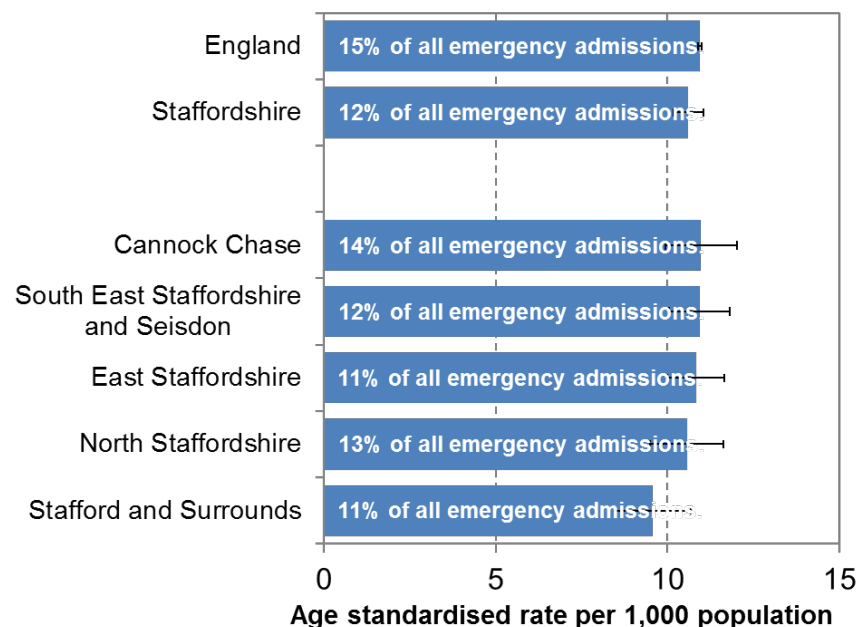 England
15% of all emergency admissions.
Staffordshire
12% of all emergency admissions.
Cannock Chase
14% of all emergency admissions.
South East Staffordshire
and Seisdon
12% of all emergency admissions.
East Staffordshire
11% of all emergency admissions.
North Staffordshire
13% of all emergency admissions.
Stafford and Surrounds
11% of all emergency admissions.
0 5 10 15
Age standardised rate per 1,000 population